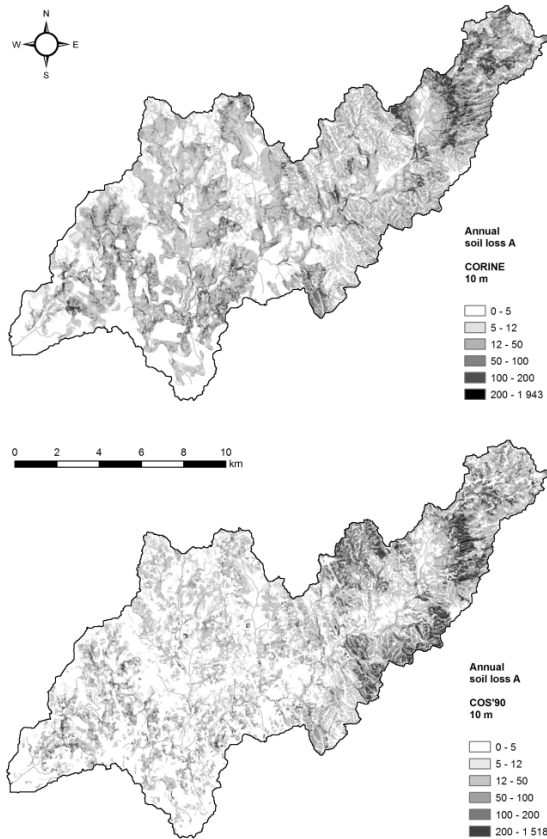 N
W E
S
Annual
soil loss A
CORINE
10 m
0 - 5
5 - 12
12 - 50
50 - 100
100 - 200
200 - 1 943
0 2 4 6 8 10
km
Annual
soil loss A
COS'90
10 m
0 - 5
5 - 12
12 - 50
50 - 100
100 - 200
200 - 1 518